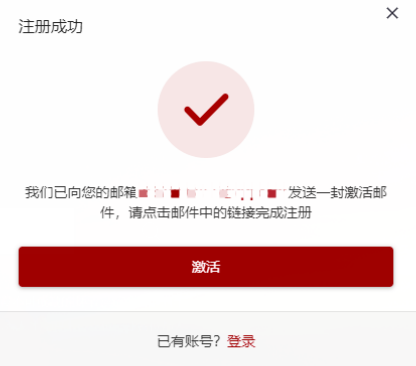 注册成功
我们已向您的邮箱 发送一封激活邮
件，请点击邮件中的链接完成注册
激活
已有账号？登录